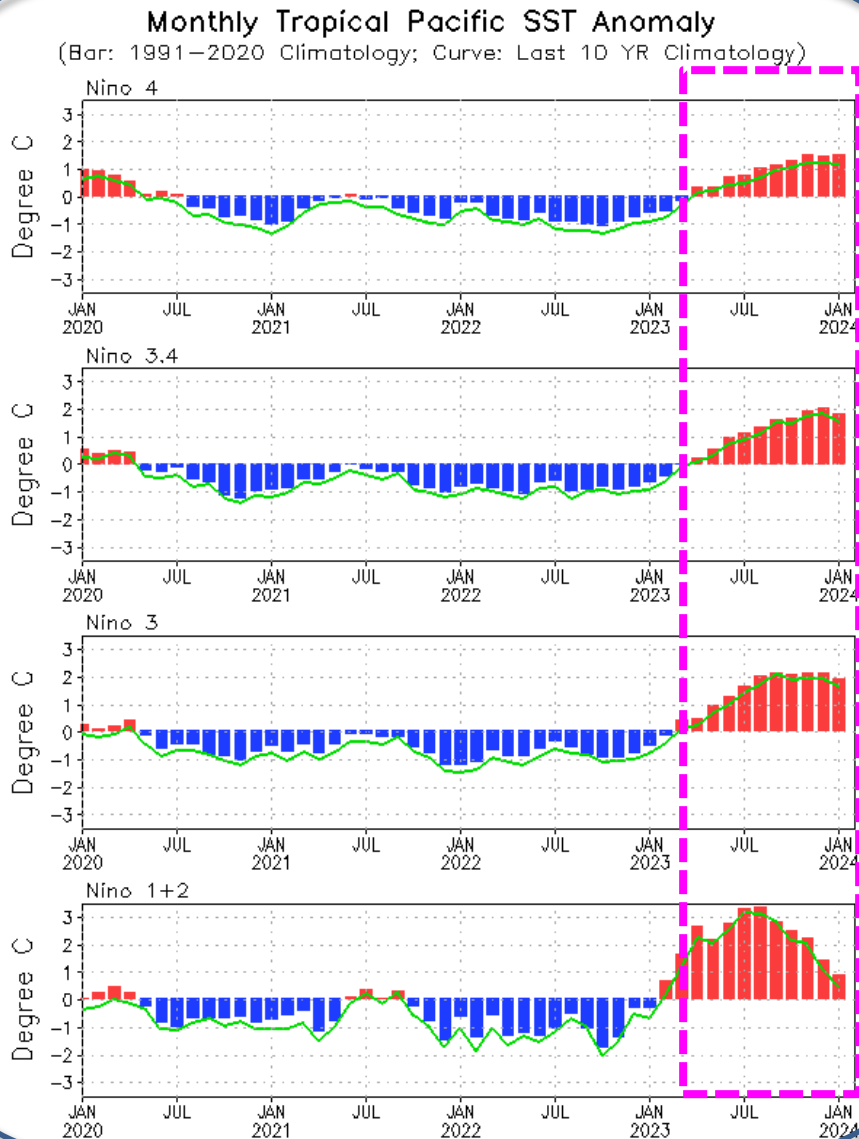 Monthly Tropical Pacific SST Anomaly
(Bar: 1991-2020 Climatology; Curve: Last 10 YR Climatology)
Nino 4
Degree C
3
2
1
0
-1
-2
-3
JAN JUL JAN JUL JAN JUL JAN JUL JAN
2020 2021 2022 2023 2024
Nino 3.4
Degree C
3
2
1
0
-1
-2
-3
JAN JUL JAN JUL JAN JUL JAN JUL JAN
2020 2021 2022 2023 2024
Nino 3
Degree C
3
2
1
0
-1
-2
-3
JAN JUL JAN JUL JAN JUL JAN JUL JAN
2020 2021 2022 2023 2024
Nino 1+2
Degree C
3
2
1
0
-1
-2
-3
JAN JUL JAN JUL JAN JUL JAN JUL JAN
2020 2021 2022 2023 2024